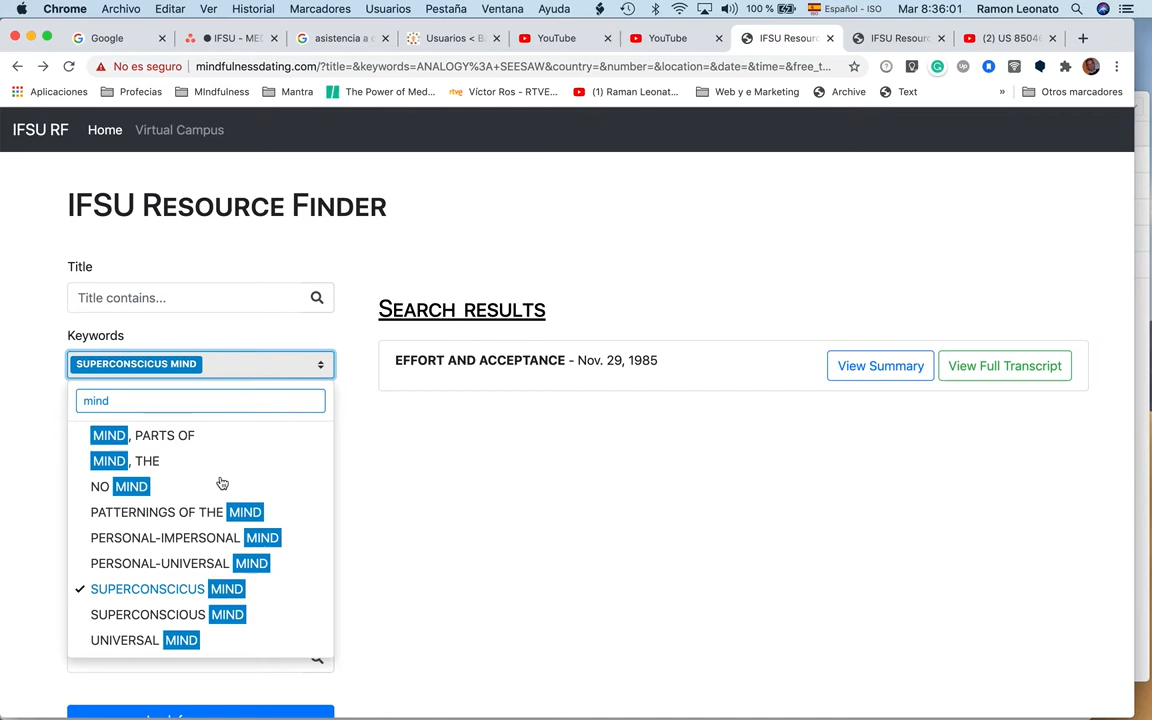 Chrome Archivo Editar Ver Historial Marcadores Usuarios Pestaña Ventana Ayuda 100 % Español - ISO Mar 8:36:01 Ramon Leonato
Google IFSU - MED asistencia a c Usuarios < B YouTube YouTube IFSU Resourc IFSU Resourc (2) US 8504
No es seguro mindfulnessdating.com/?title=&keywords=ANALOGY%3A+SEESAW&country=&number=&location=&date=&time=&free_t...
Aplicaciones Profecias MIndfulness Mantra The Power of Med... rtve Víctor Ros - RTVE... (1) Raman Leonat... Web y e Marketing Archive Text » Otros marcadores
IFSU RF Home Virtual Campus
IFSU Resource Finder
Title
Title contains...
Keywords
SUPERCONSCICUS MIND
mind
MIND, PARTS OF
MIND, THE
NO MIND
PATTERNINGS OF THE MIND
PERSONAL-IMPERSONAL MIND
PERSONAL-UNIVERSAL MIND
SUPERCONSCICUS MIND
SUPERCONSCIOUS MIND
UNIVERSAL MIND
Search results
EFFORT AND ACCEPTANCE - Nov. 29, 1985 View Summary View Full Transcript